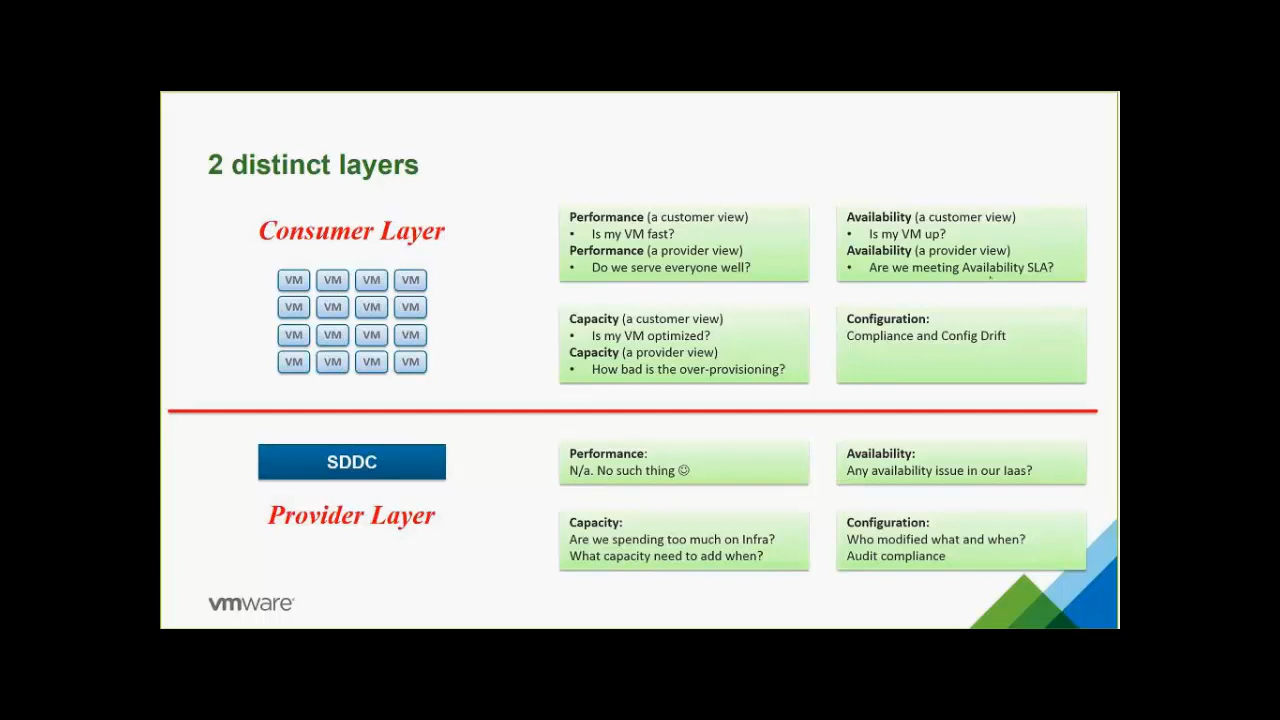 2 distinct layers
Consumer Layer
VM VM VM VM
VM VM VM VM
VM VM VM VM
VM VM VM VM
Performance (a customer view)
• Is my VM fast?
Performance (a provider view)
• Do we serve everyone well?
Availability (a customer view)
• Is my VM up?
Availability (a provider view)
• Are we meeting Availability SLA?
Capacity (a customer view)
• Is my VM optimized?
Capacity (a provider view)
• How bad is the over-provisioning?
Configuration:
Compliance and Config Drift
SDDC
Provider Layer
Performance:
N/a. No such thing ☺
Availability:
Any availability issue in our Iaas?
Capacity:
Are we spending too much on Infra?
What capacity need to add when?
Configuration:
Who modified what and when?
Audit compliance
vmware